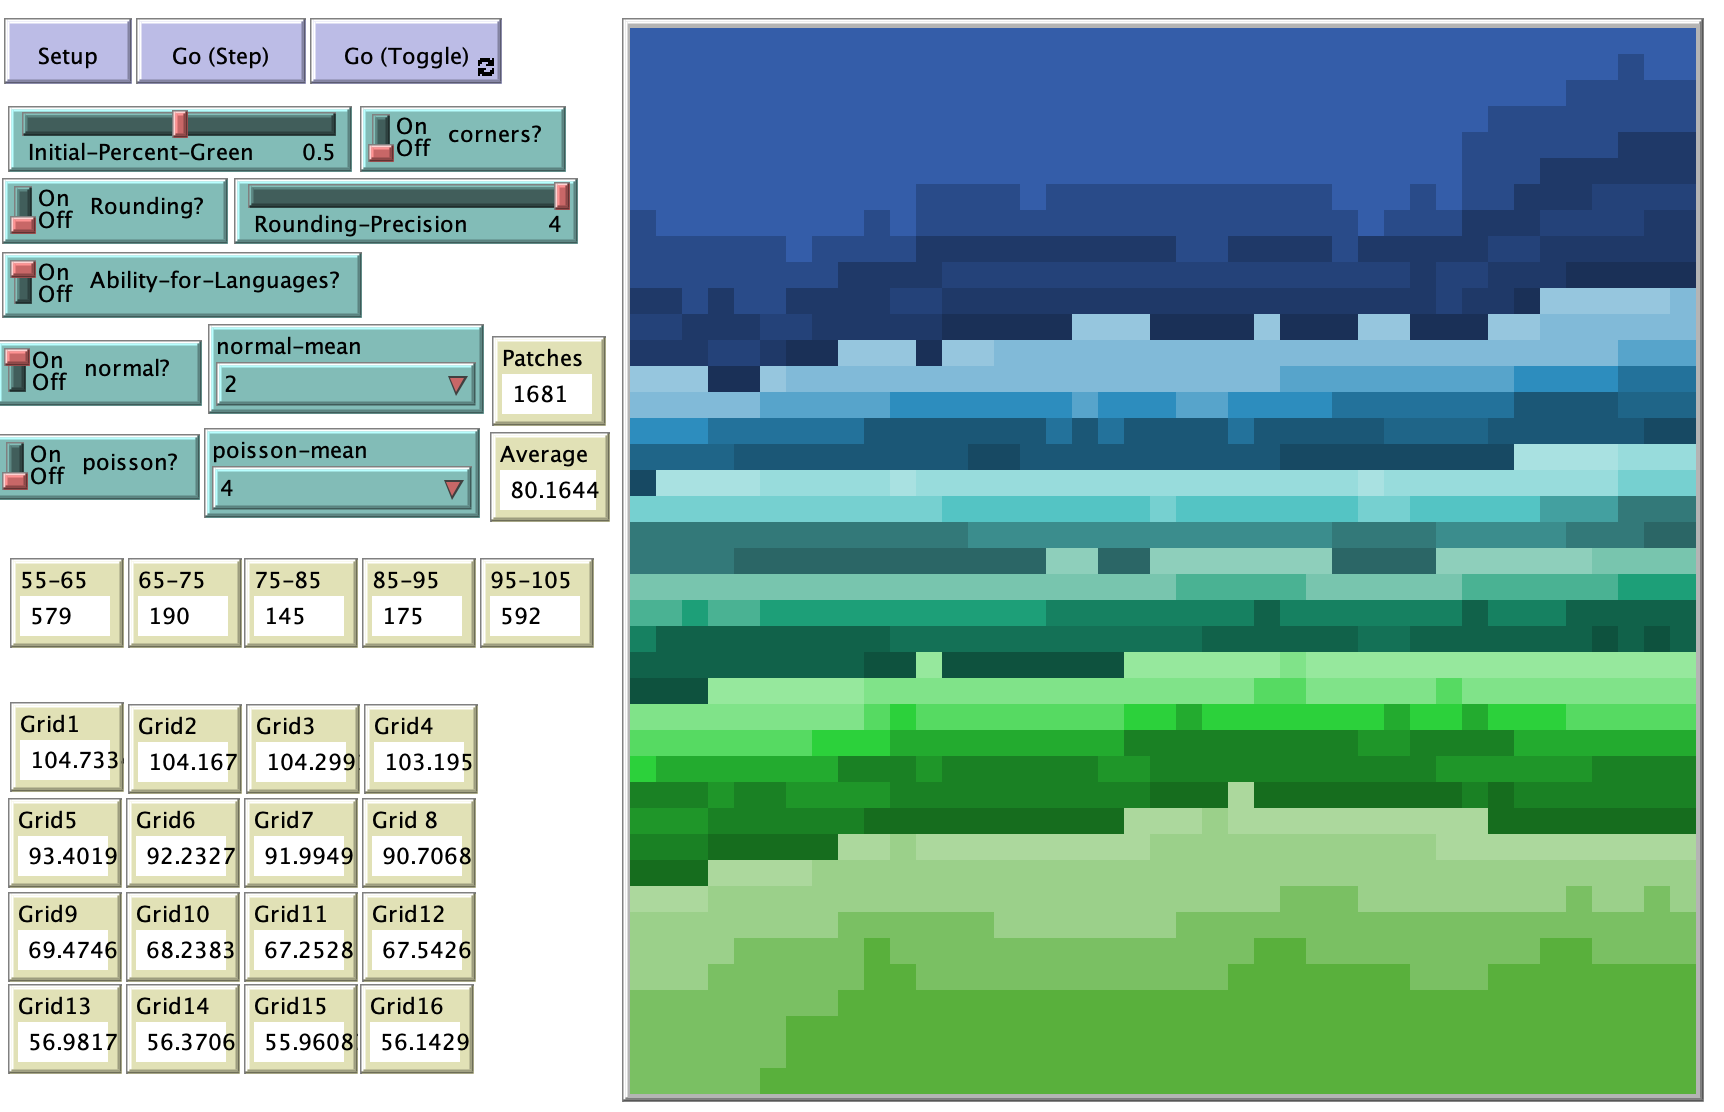 Setup
Go (Step)
Go (Toggle)
Initial-Percent-Green 0.5
On
Off
corners?
On
Off
Rounding?
Rounding-Precision 4
On
Off
Ability-for-Languages?
On
Off
normal?
normal-mean
2
Patches
1681
On
Off
poisson?
poisson-mean
4
Average
80.1644
55-65
579
65-75
190
75-85
145
85-95
175
95-105
592
Grid1
104.733
Grid2
104.167
Grid3
104.299
Grid4
103.195
Grid5
93.4019
Grid6
92.2327
Grid7
91.9949
Grid 8
90.7068
Grid9
69.4746
Grid10
68.2383
Grid11
67.2528
Grid12
67.5426
Grid13
56.9817
Grid14
56.3706
Grid15
55.9608
Grid16
56.1429